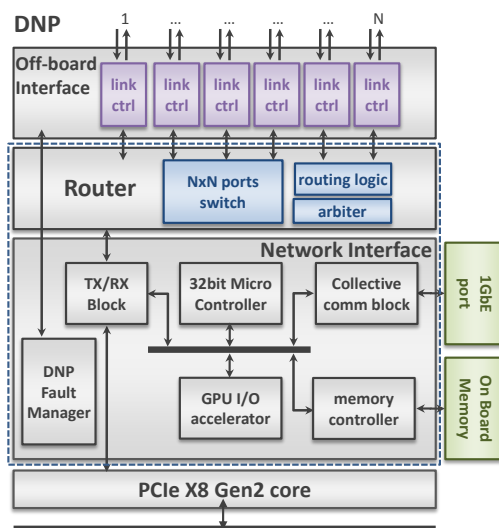 DNP
1 ... ... ... ... N
Off-board
Interface
link
ctrl
link
ctrl
link
ctrl
link
ctrl
link
ctrl
link
ctrl
Router
NxN ports
switch
routing logic
arbiter
Network Interface
TX/RX
Block
32bit Micro
Controller
Collective
comm block
1GbE
port
DNP
Fault
Manager
GPU I/O
accelerator
memory
controller
On Board
Memory
PCIe X8 Gen2 core